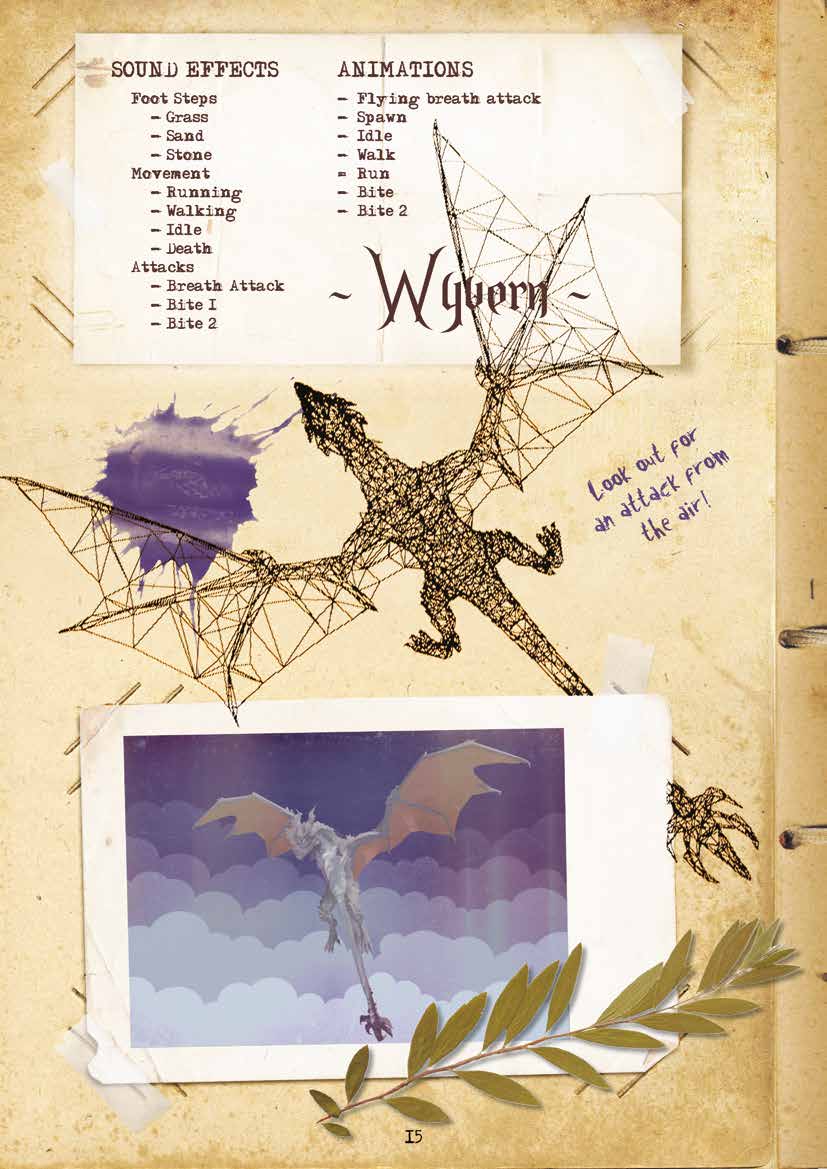 SOUND EFFECTS
Foot Steps
- Grass
- Sand
- Stone
Movement
- Running
- Walking
- Idle
- Death
Attacks
- Breath Attack
- Bite I
- Bite 2
ANIMATIONS
- Flying breath attack
- Spawn
- Idle
- Walk
= Run
- Bite
- Bite 2
~ Wyvern ~
Look out for
an attack from
the air!
15